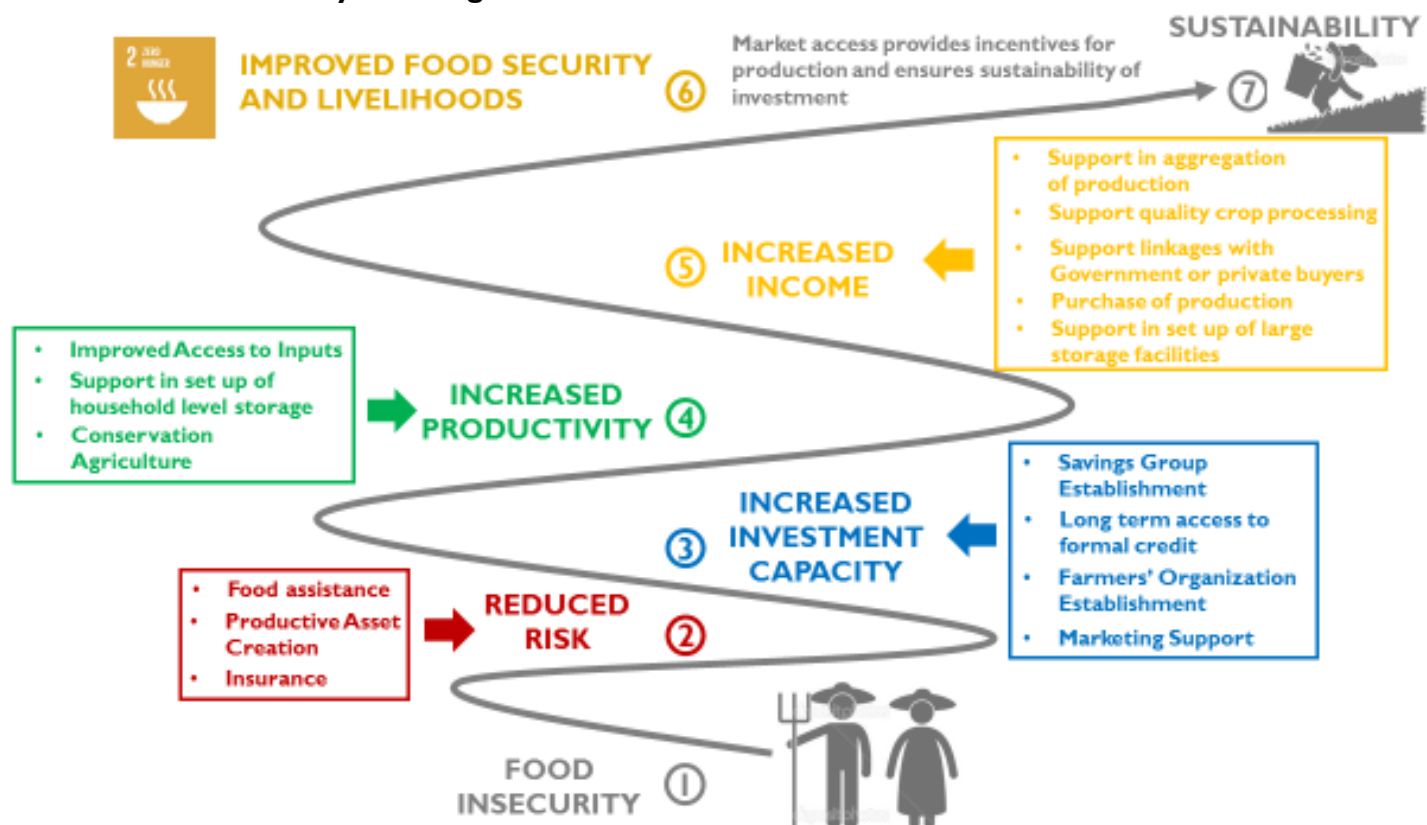 SUSTAINABILITY
2 ZERO
HUNGER
IMPROVED FOOD SECURITY
AND LIVELIHOODS
6
Market access provides incentives for
production and ensures sustainability of
investment
7
• Support in aggregation
of production
• Support quality crop processing
• Support linkages with
Government or private buyers
• Purchase of production
• Support in set up of large
storage facilities
5
INCREASED
INCOME
• Improved Access to Inputs
• Support in set up of
household level storage
• Conservation
Agriculture
INCREASED
PRODUCTIVITY
4
• Savings Group
Establishment
• Long term access to
formal credit
• Farmers' Organization
Establishment
• Marketing Support
3
INCREASED
INVESTMENT
CAPACITY
• Food assistance
• Productive Asset
Creation
• Insurance
REDUCED
RISK
2
FOOD
INSECURITY
1